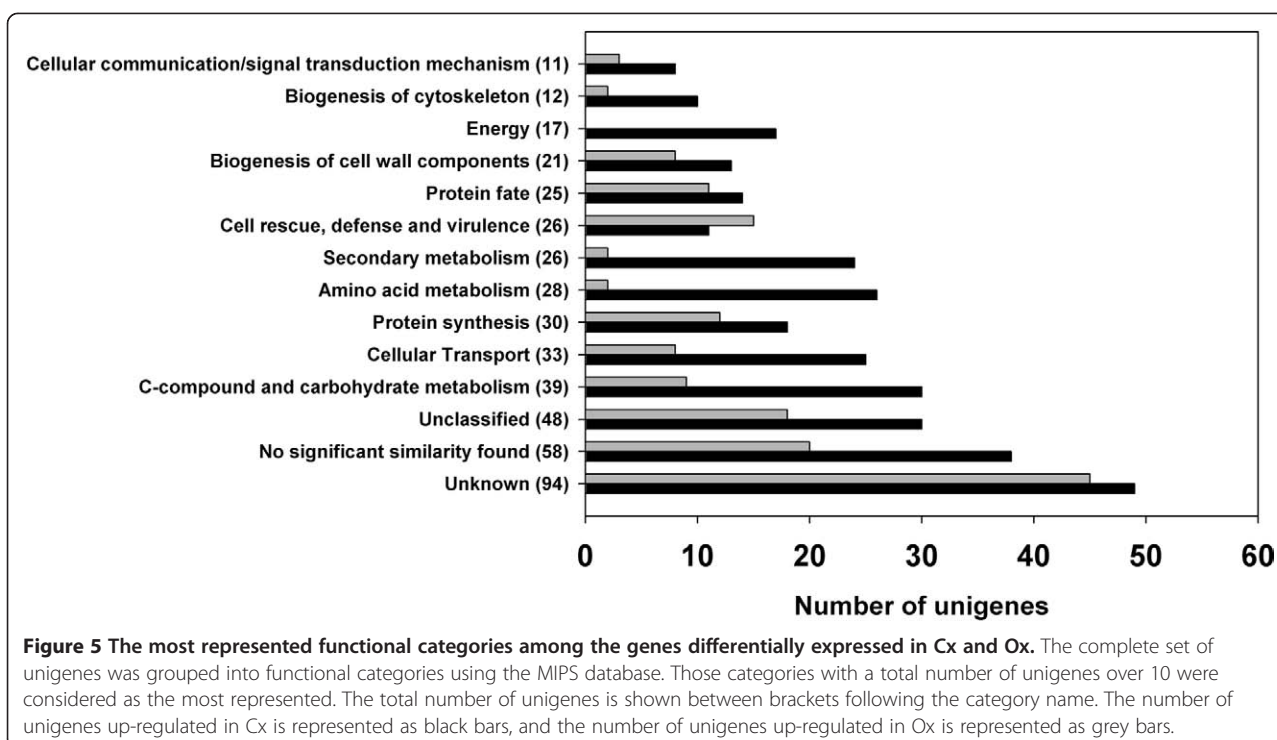 Cellular communication/signal transduction mechanism (11)
Biogenesis of cytoskeleton (12)
Energy (17)
Biogenesis of cell wall components (21)
Protein fate (25)
Cell rescue, defense and virulence (26)
Secondary metabolism (26)
Amino acid metabolism (28)
Protein synthesis (30)
Cellular Transport (33)
C-compound and carbohydrate metabolism (39)
Unclassified (48)
No significant similarity found (58)
Unknown (94)
0 10 20 30 40 50 60
Number of unigenes
Figure 5 The most represented functional categories among the genes differentially expressed in Cx and Ox. The complete set of
unigenes was grouped into functional categories using the MIPS database. Those categories with a total number of unigenes over 10 were
considered as the most represented. The total number of unigenes is shown between brackets following the category name. The number of
unigenes up-regulated in Cx is represented as black bars, and the number of unigenes up-regulated in Ox is represented as grey bars.